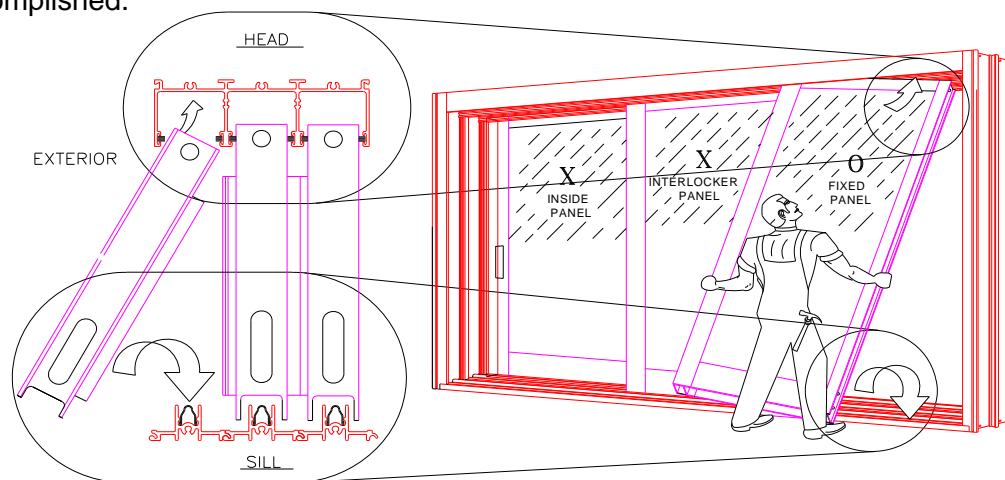 omplished.
HEAD
EXTERIOR
X
INSIDE
PANEL
X
INTERLOCKER
PANEL
O
FIXED
PANEL
SILL